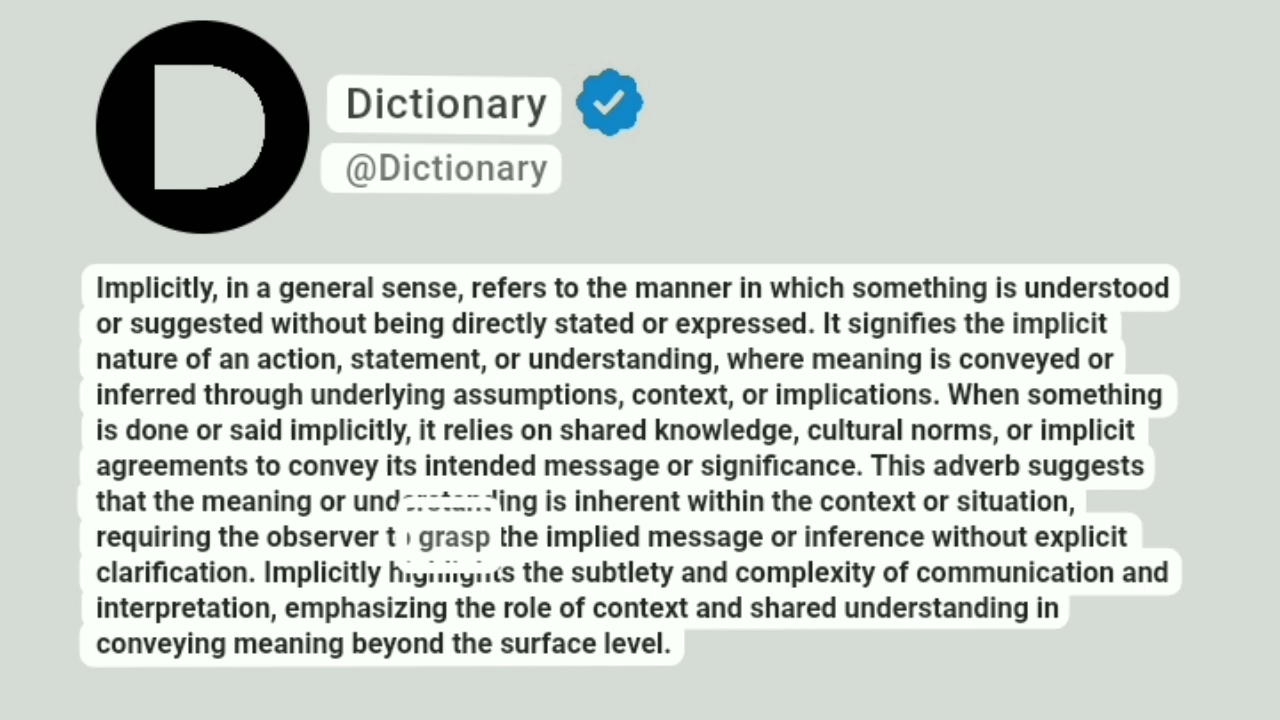 D
Dictionary
@Dictionary
Implicitly, in a general sense, refers to the manner in which something is understood
or suggested without being directly stated or expressed. It signifies the implicit
nature of an action, statement, or understanding, where meaning is conveyed or
inferred through underlying assumptions, context, or implications. When something
is done or said implicitly, it relies on shared knowledge, cultural norms, or implicit
agreements to convey its intended message or significance. This adverb suggests
that the meaning or understanding is inherent within the context or situation,
requiring the observer to grasp the implied message or inference without explicit
clarification. Implicitly highlights the subtlety and complexity of communication and
interpretation, emphasizing the role of context and shared understanding in
conveying meaning beyond the surface level.